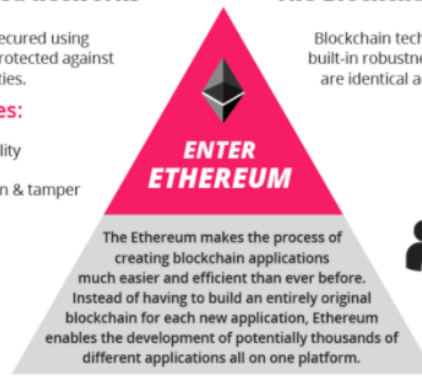 ecured using
rotected against
ties.
es:
lity
n & tamper
Blockchain tech
built-in robustne
are identical a
ENTER
ETHEREUM
The Ethereum makes the process of
creating blockchain applications
much easier and efficient than ever before.
Instead of having to build an entirely original
blockchain for each new application, Ethereum
enables the development of potentially thousands of
different applications all on one platform.